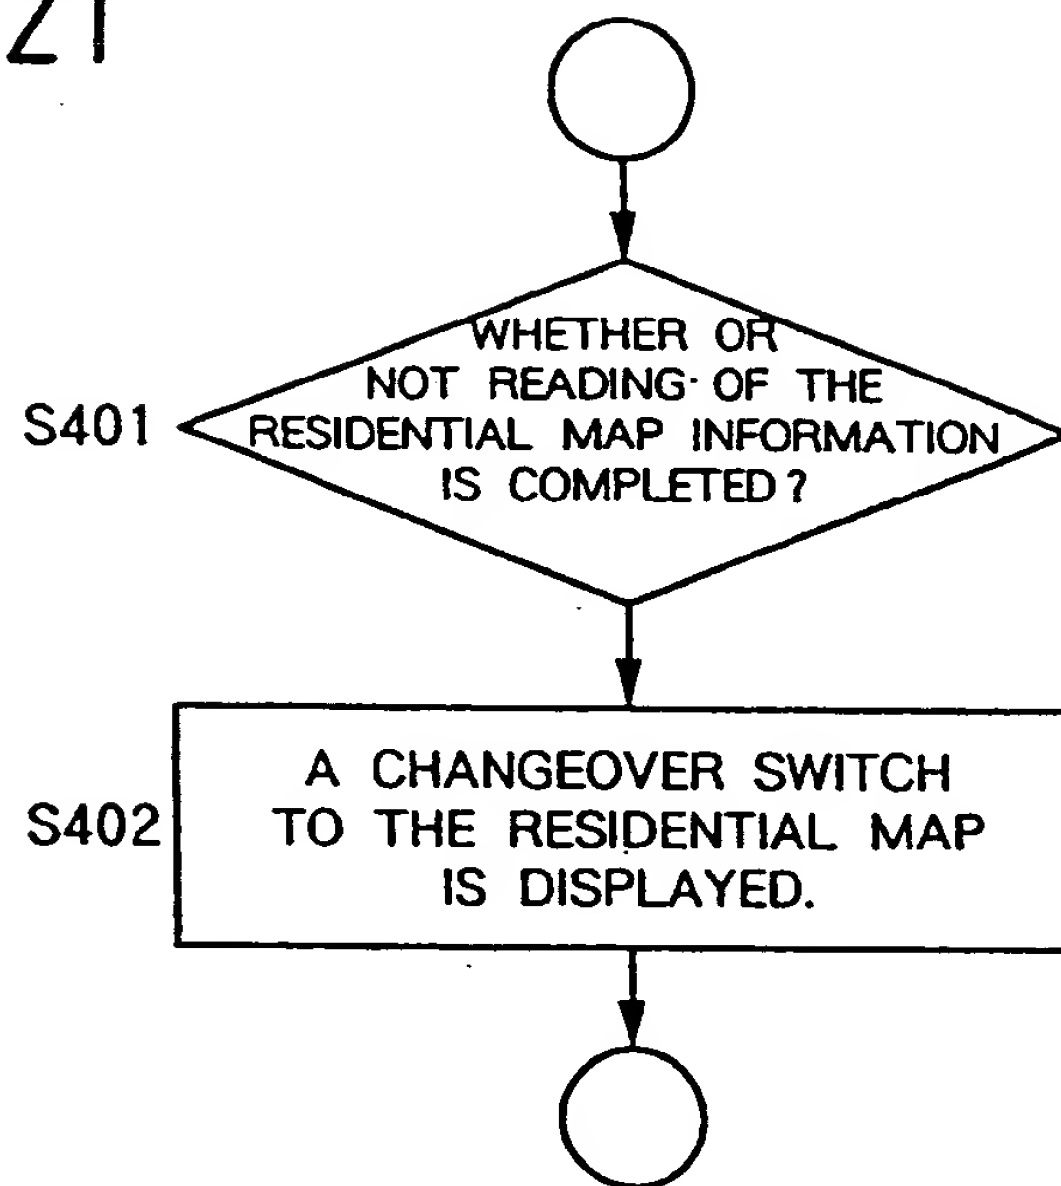 21
WHETHER OR
NOT READING OF THE
S401 RESIDENTIAL MAP INFORMATION
IS COMPLETED?
A CHANGEOVER SWITCH
S402 TO THE RESIDENTIAL MAP
IS DISPLAYED.